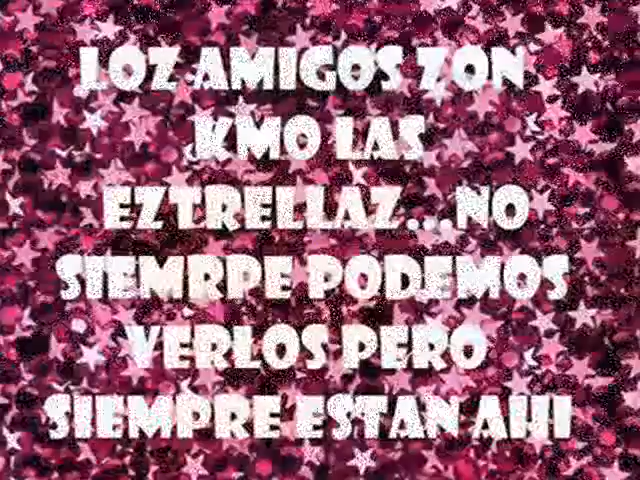 LOZ AMIGOS ZON
KMO LAS
EZTRELLAZ...NO
SIEMRPE PODEMOS
VERLOS PERO
SIEMPRE ESTAN AHI